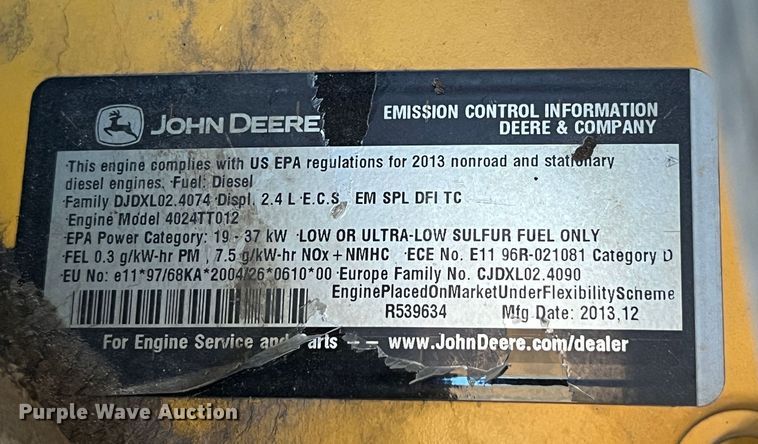 JOHN DEERE
EMISSION CONTROL INFORMATION
DEERE & COMPANY
This engine complies with US EPA regulations for 2013 nonroad and stationary
diesel engines. Fuel: Diesel
Family DJDXL02.4074 Displ. 2.4 L E.C.S. EM SPL DFI TC
Engine Model 4024TT012
EPA Power Category: 19 - 37 kW LOW OR ULTRA-LOW SULFUR FUEL ONLY
FEL 0.3 g/kW-hr PM , 7.5 g/kW-hr NOx + NMHC ECE No. E11 96R-021081 Category D
EU No: e11*97/68KA*2004/26*0610*00 Europe Family No. CJDXL02.4090
EnginePlacedOnMarketUnderFlexibilityScheme
R539634 Mfg Date: 2013,12
For Engine Service and Parts -- www.JohnDeere.com/dealer
Purple Wave Auction